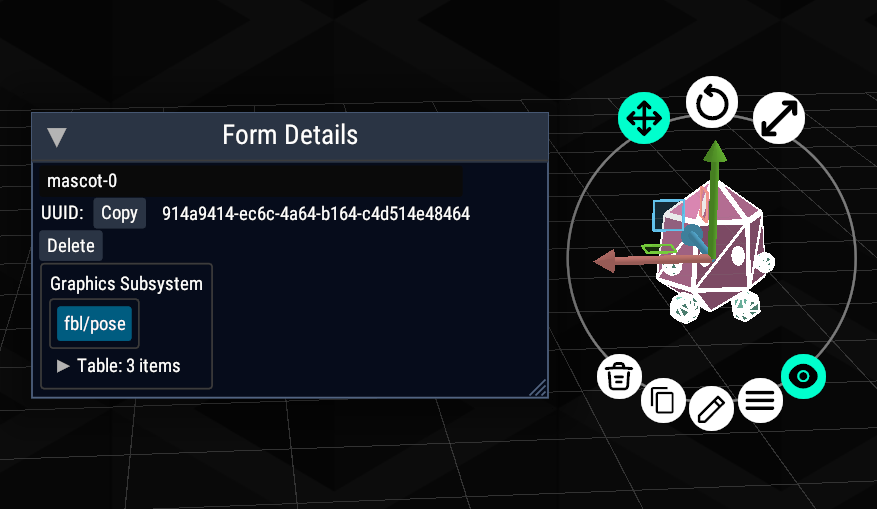 Form Details
mascot-0
UUID: Copy 914a9414-ec6c-4a64-b164-c4d514e48464
Delete
Graphics Subsystem
fbl/pose
Table: 3 items